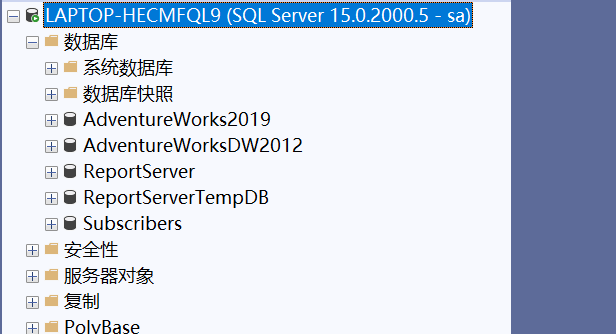 LAPTOP-HECMFQL9 (SQL Server 15.0.2000.5 - sa)
数据库
系统数据库
数据库快照
AdventureWorks2019
AdventureWorksDW2012
ReportServer
ReportServerTempDB
Subscribers
安全性
服务器对象
复制
PolyBase